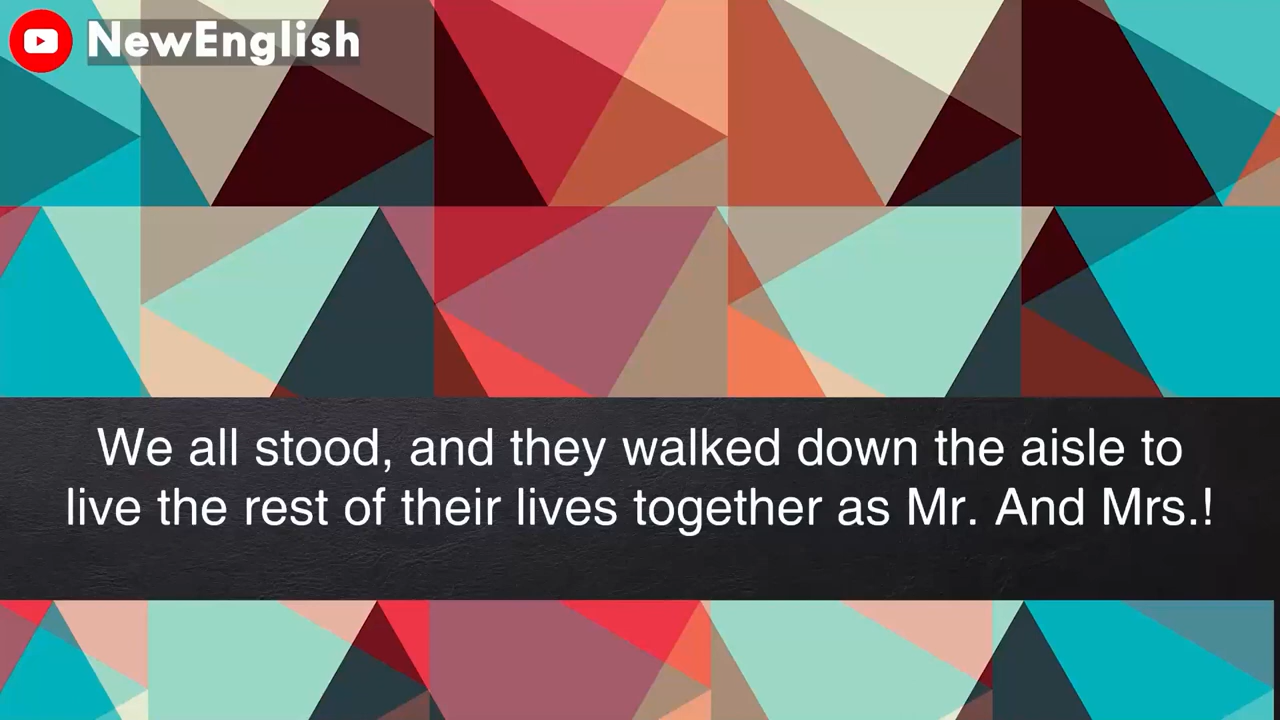 NewEnglish
We all stood, and they walked down the aisle to
live the rest of their lives together as Mr. And Mrs.!